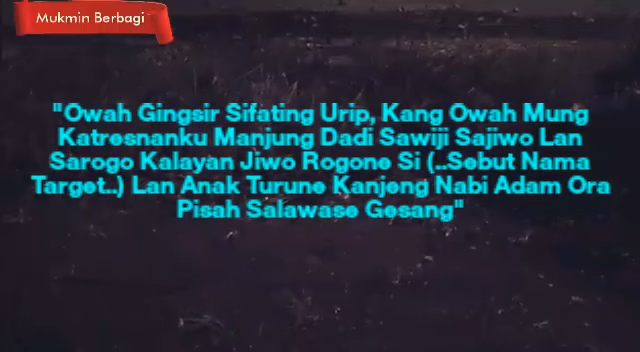 Mukmin Berbagi
"Owah Gingsir Sifating Urip, Kang Owah Mung
Katresnanku Manjung Dadi Sawiji Sajiwo Lan
Sarogo Kalayan Jiwo Rogone Si (..Sebut Nama
Target..) Lan Anak Turune Kanjeng Nabi Adam Ora
Pisah Salawase Gesang"